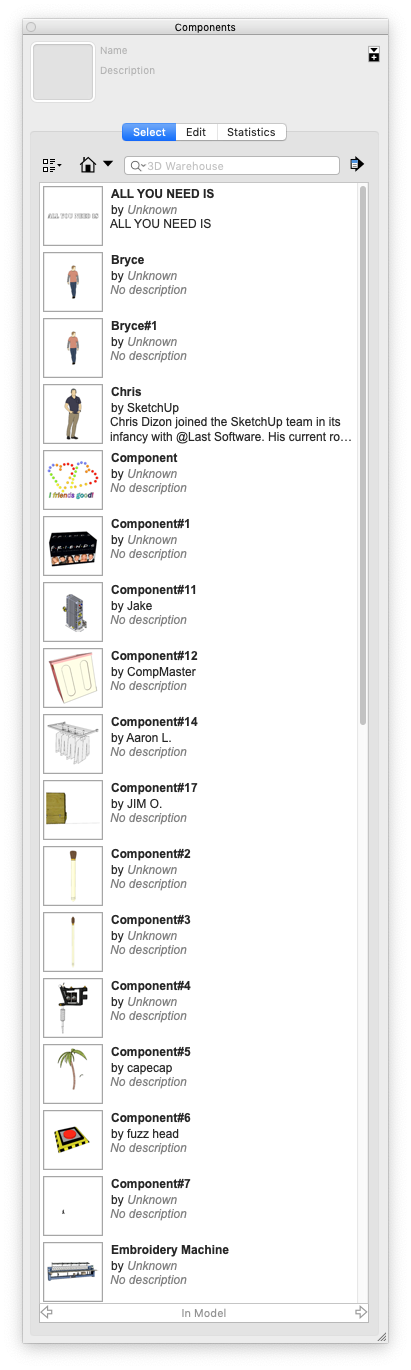 Components
Name
Description
Select
Edit
Statistics
3D Warehouse
ALL YOU NEED IS
ALL YOU NEED IS
by Unknown
ALL YOU NEED IS
Bryce
by Unknown
No description
Bryce#1
by Unknown
No description
Chris
by SketchUp
Chris Dizon joined the SketchUp team in its
infancy with @Last Software. His current ro…
Component
by Unknown
No description
I friends good!
Component#1
by Unknown
No description
Component#11
by Jake
No description
Component#12
by CompMaster
No description
Component#14
by Aaron L.
No description
Component#17
by JIM O.
No description
Component#2
by Unknown
No description
Component#3
by Unknown
No description
Component#4
by Unknown
No description
Component#5
by capecap
No description
Component#6
by fuzz head
No description
Component#7
by Unknown
No description
Embroidery Machine
by Unknown
No description
In Model